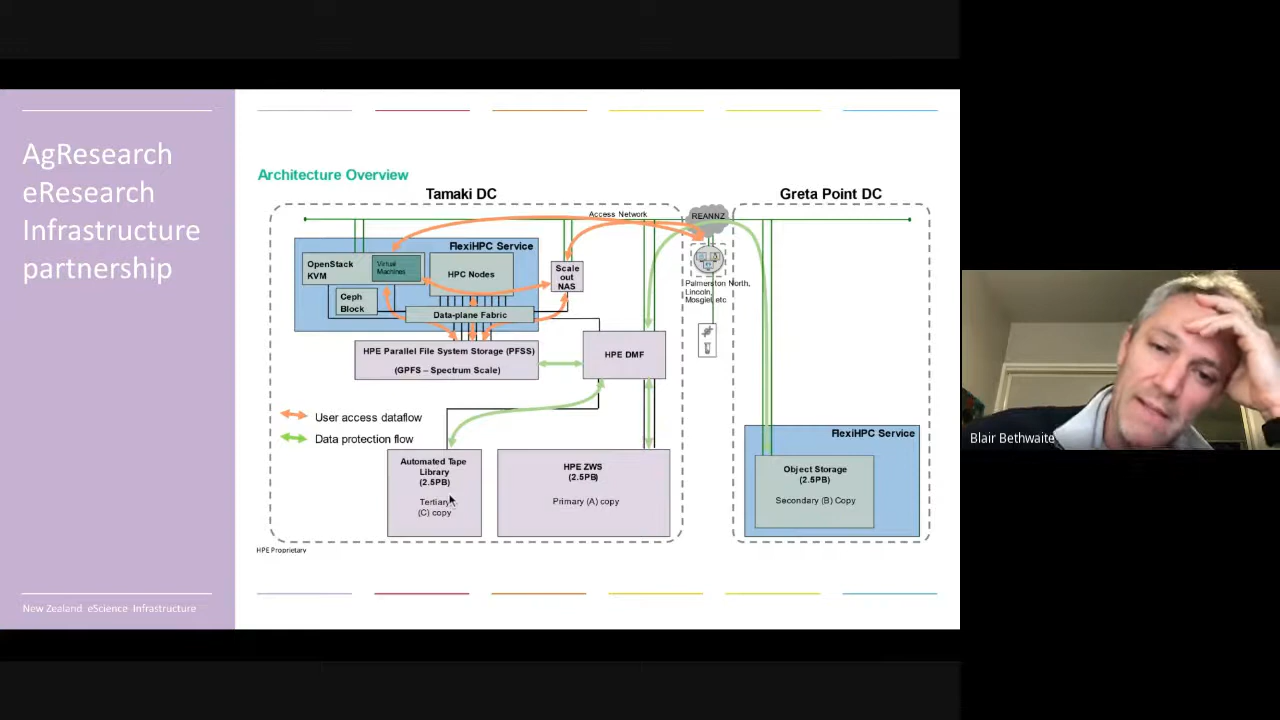 AgResearch
eResearch
Infrastructure
partnership
New Zealand eScience Infrastructure
Architecture Overview
Tamaki DC
Greta Point DC
Access Network
REANNZ
FlexiHPC Service
OpenStack
KVM
Virtual
Machines
HPC Nodes
Scale
out
NAS
Ceph
Block
Data-plane Fabric
Palmerston North,
Lincoln,
Mosgiel, etc
HPE Parallel File System Storage (PFSS)
(GPFS – Spectrum Scale)
HPE DMF
User access dataflow
Data protection flow
Automated Tape
Library
(2.5PB)
Tertiary
(C) copy
HPE ZWS
(2.5PB)
Primary (A) copy
FlexiHPC Service
Object Storage
(2.5PB)
Secondary (B) Copy
HPE Proprietary
Blair Bethwaite